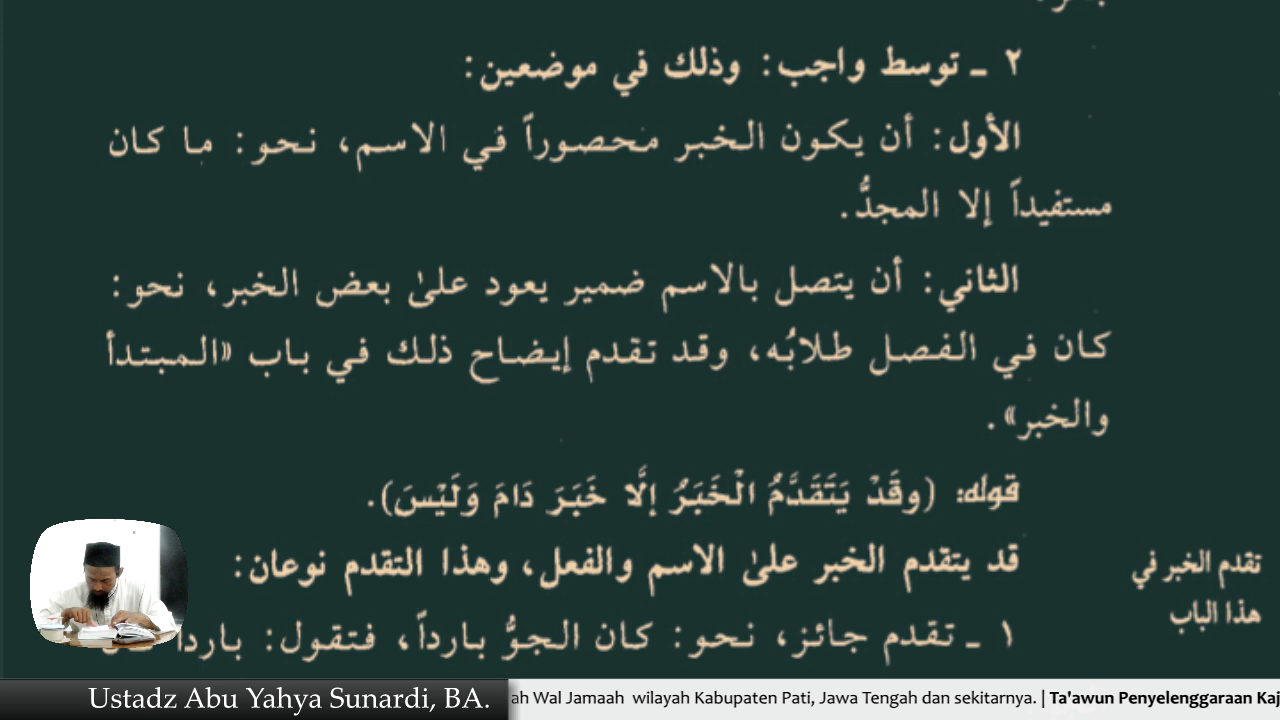 ٢ ـ توسط واجب: وذلك في موضعين:
الأول: أن يكون الخبر محصوراً في الاسم، نحو: ما كان
مستفيداً إلا المجدُّ.
الثاني: أن يتصل بالاسم ضمير يعود علىٰ بعض الخبر، نحو:
كان في الفصل طلابُه، وقد تقدم إيضاح ذلك في باب «المبتدأ
والخبر».
قوله: (وقَدْ يَتَقَدَّمُ الْخَبَرُ إلَّا خَبَرَ دَامَ وَلَيْسَ).
قد يتقدم الخبر علىٰ الاسم والفعل، وهذا التقدم نوعان:
تقدم الخبر في
هذا الباب
١ ـ تقدم جائز، نحو: كان الجوُّ بارداً، فتقول: بارداً
Ustadz Abu Yahya Sunardi, BA.
ah Wal Jamaah wilayah Kabupaten Pati, Jawa Tengah dan sekitarnya. | Ta'awun Penyelenggaraan Kaj